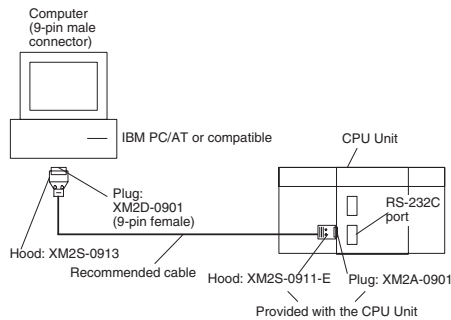 Computer
(9-pin male
connector)
IBM PC/AT or compatible
CPU Unit
Plug:
XM2D-0901
(9-pin female)
RS-232C
port
Hood: XM2S-0913
Recommended cable
Hood: XM2S-0911-E
Plug: XM2A-0901
Provided with the CPU Unit